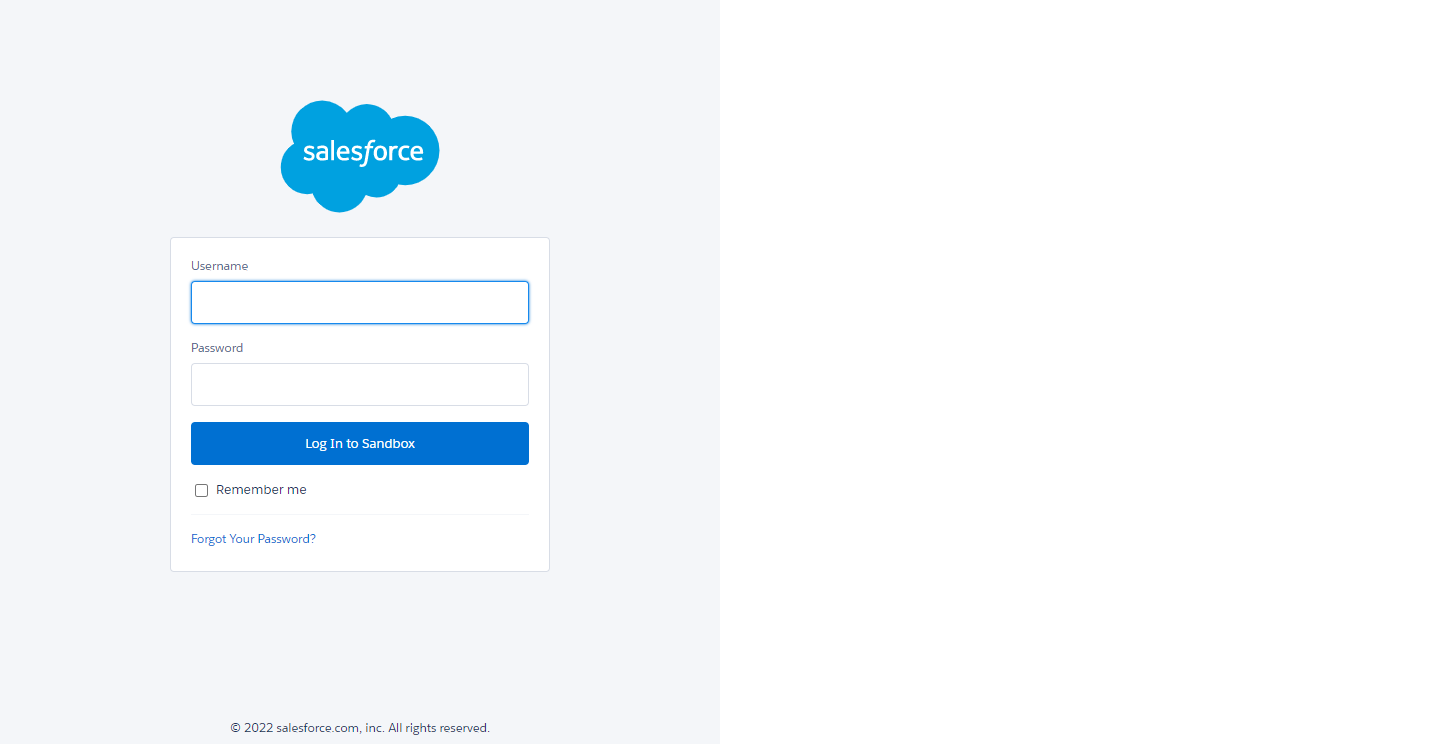 salesforce
Username
Password
Log In to Sandbox
Remember me
Forgot Your Password?
© 2022 salesforce.com, inc. All rights reserved.